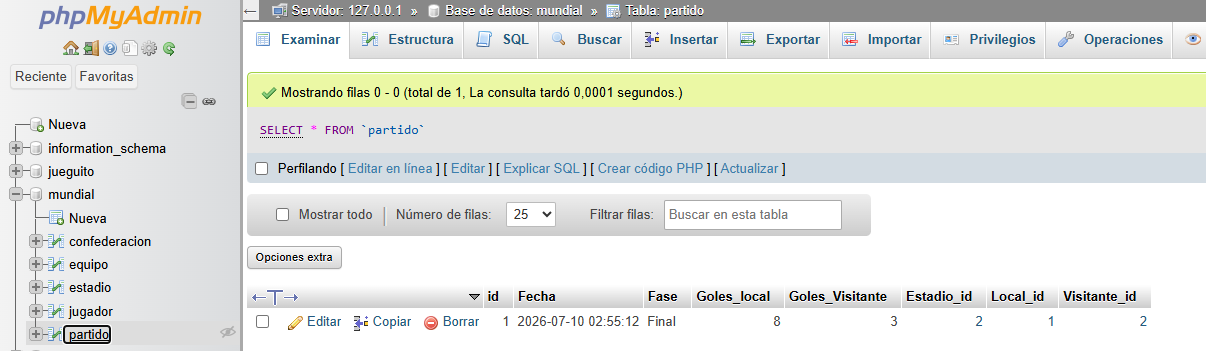 phpMyAdmin
Reciente Favoritas
Nueva
information_schema
jueguito
mundial
Nueva
confederacion
equipo
estadio
jugador
partido
Servidor: 127.0.0.1 » Base de datos: mundial » Tabla: partido
Examinar Estructura SQL Buscar Insertar Exportar Importar Privilegios Operaciones
Mostrando filas 0 - 0 (total de 1, La consulta tardó 0,0001 segundos.)
SELECT * FROM `partido`
Perfilando [ Editar en línea ] [ Editar ] [ Explicar SQL ] [ Crear código PHP ] [ Actualizar ]
Mostrar todo Número de filas: 25 Filtrar filas: Buscar en esta tabla
Opciones extra
id Fecha Fase Goles_local Goles_Visitante Estadio_id Local_id Visitante_id
Editar Copiar Borrar 1 2026-07-10 02:55:12 Final 8 3 2 1 2